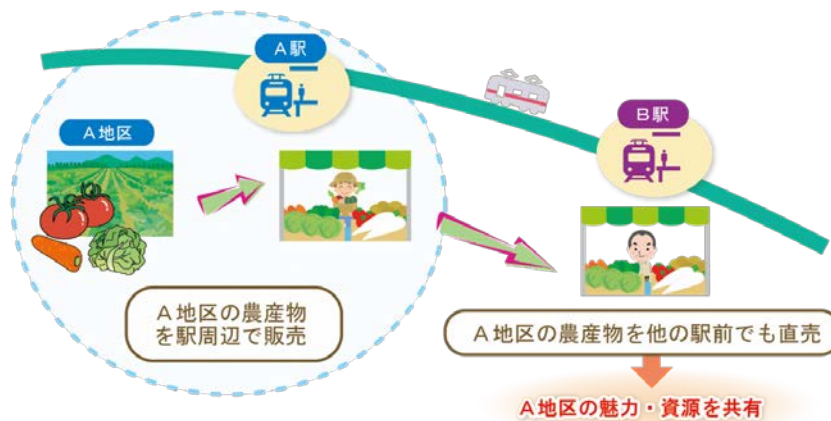 A駅
B駅
A地区
A地区の農産物
を駅周辺で販売
A地区の農産物を他の駅前でも直売
A地区の魅力・資源を共有